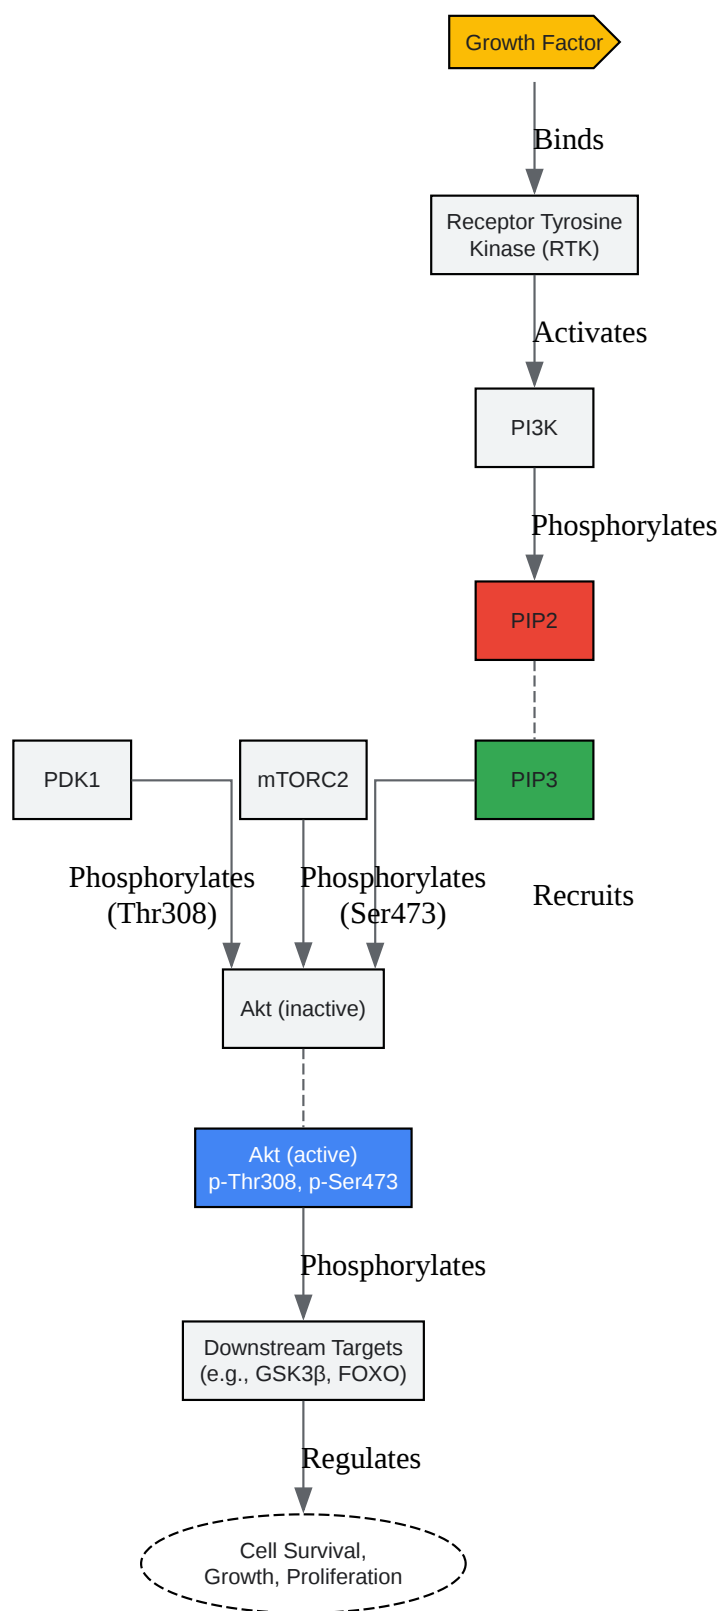 Growth Factor
Binds
Receptor Tyrosine
Kinase (RTK)
Activates
PI3K
Phosphorylates
PIP2
PDK1
mTORC2
PIP3
Phosphorylates
(Thr308)
Phosphorylates
(Ser473)
Recruits
Akt (inactive)
Akt (active)
p-Thr308, p-Ser473
Phosphorylates
Downstream Targets
(e.g., GSK3β, FOXO)
Regulates
Cell Survival,
Growth, Proliferation